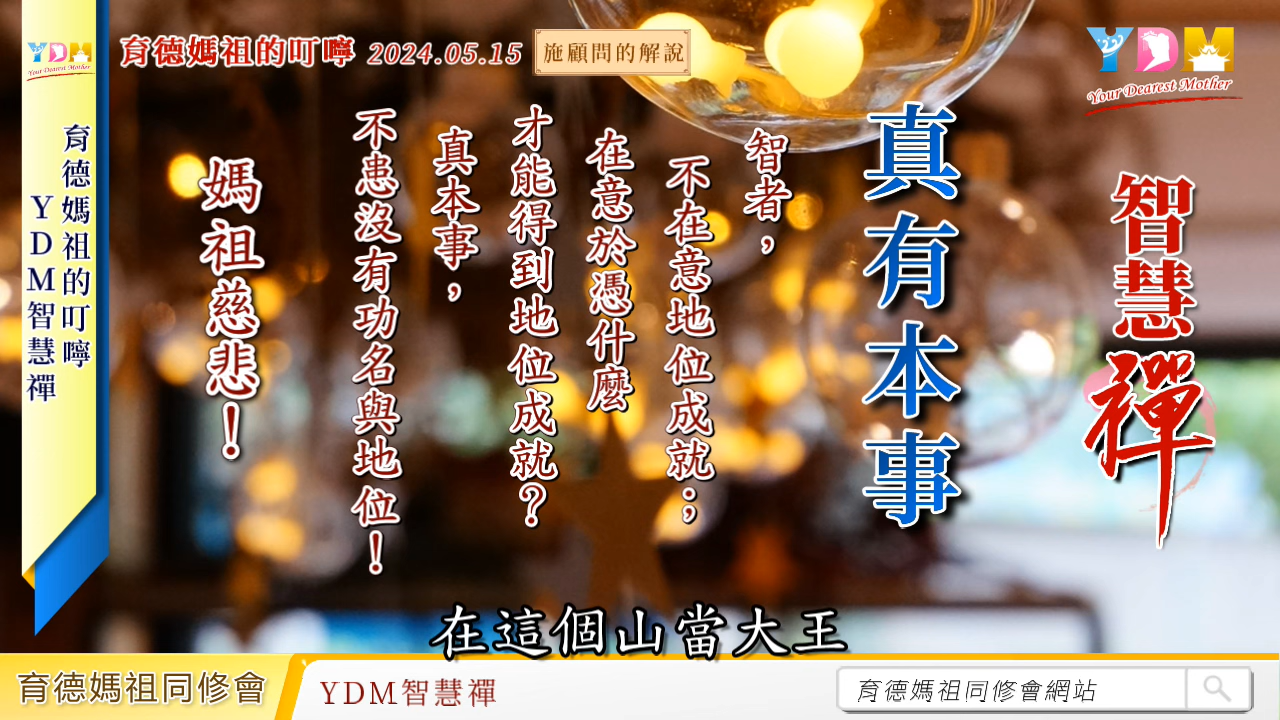 YDM
Your Dearest Mother
育德媽祖的叮嚀
YDM智慧禪
育德媽祖的叮嚀 2024.05.15
施顧問的解說
YDM
Your Dearest Mother
智慧禪
真有本事
智者，
不在意地位成就；
在意於憑什麼
才能得到地位成就？
真本事，
不患沒有功名與地位！
媽祖慈悲！
在這個山當大王
育德媽祖同修會
YDM智慧禪
育德媽祖同修會網站